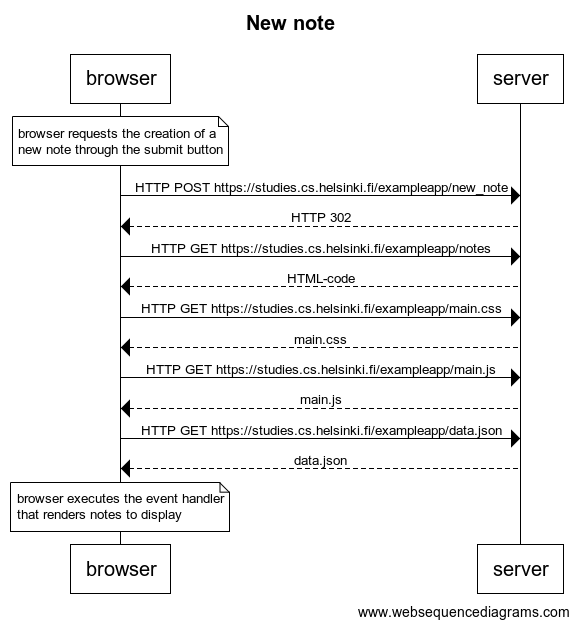 New note
browser
server
browser requests the creation of a
new note through the submit button
HTTP POST https://studies.cs.helsinki.fi/exampleapp/new_note
HTTP 302
HTTP GET https://studies.cs.helsinki.fi/exampleapp/notes
HTML-code
HTTP GET https://studies.cs.helsinki.fi/exampleapp/main.css
main.css
HTTP GET https://studies.cs.helsinki.fi/exampleapp/main.js
main.js
HTTP GET https://studies.cs.helsinki.fi/exampleapp/data.json
data.json
browser executes the event handler
that renders notes to display
browser
server
www.websequencediagrams.com